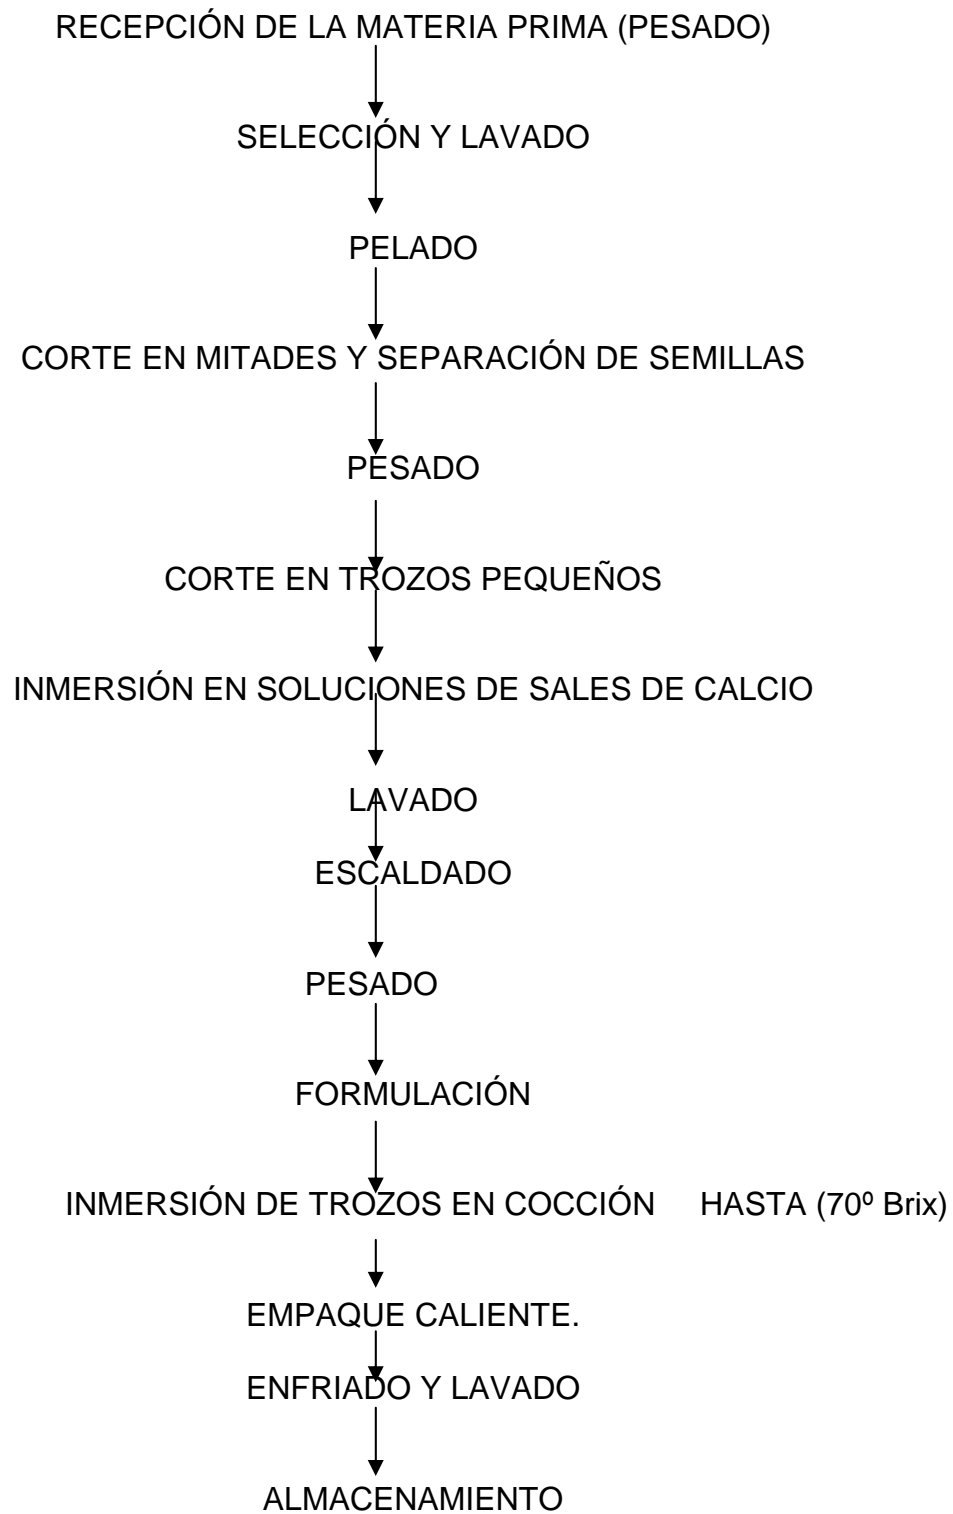 RECEPCIÓN DE LA MATERIA PRIMA (PESADO)
SELECCIÓN Y LAVADO
PELADO
CORTE EN MITADES Y SEPARACIÓN DE SEMILLAS
PESADO
CORTE EN TROZOS PEQUEÑOS
INMERSIÓN EN SOLUCIONES DE SALES DE CALCIO
LAVADO
ESCALDADO
PESADO
FORMULACIÓN
INMERSIÓN DE TROZOS EN COCCIÓN HASTA (70º Brix)
EMPAQUE CALIENTE.
ENFRIADO Y LAVADO
ALMACENAMIENTO